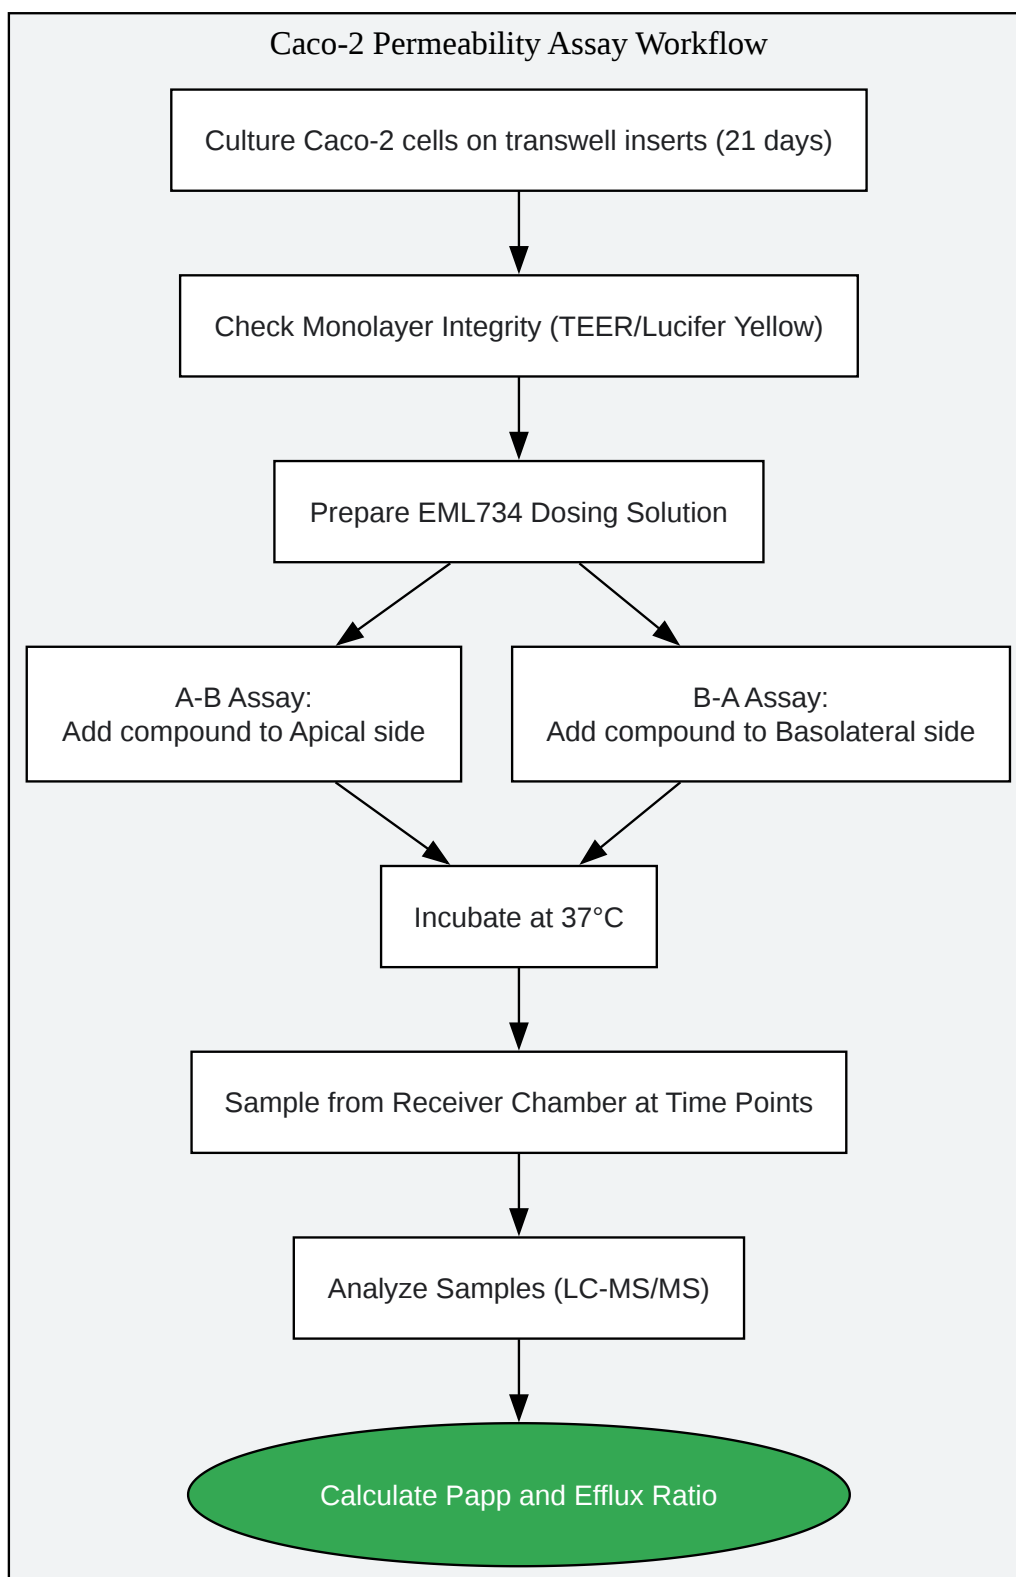 Caco-2 Permeability Assay Workflow
Culture Caco-2 cells on transwell inserts (21 days)
Check Monolayer Integrity (TEER/Lucifer Yellow)
Prepare EML734 Dosing Solution
A-B Assay:
Add compound to Apical side
B-A Assay:
Add compound to Basolateral side
Incubate at 37°C
Sample from Receiver Chamber at Time Points
Analyze Samples (LC-MS/MS)
Calculate Papp and Efflux Ratio